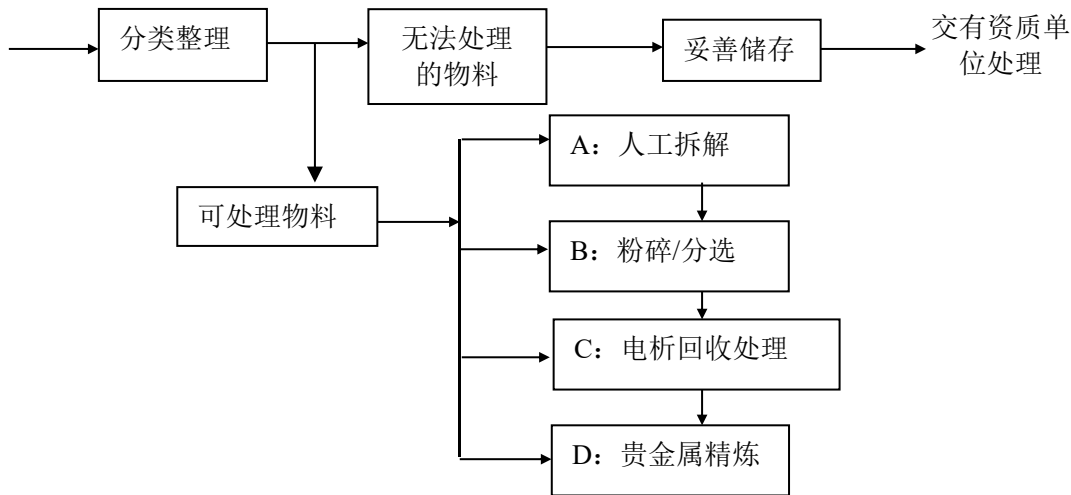 分类整理
无法处理
的物料
妥善储存
交有资质单
位处理
A：人工拆解
可处理物料
B：粉碎/分选
C：电析回收处理
D：贵金属精炼